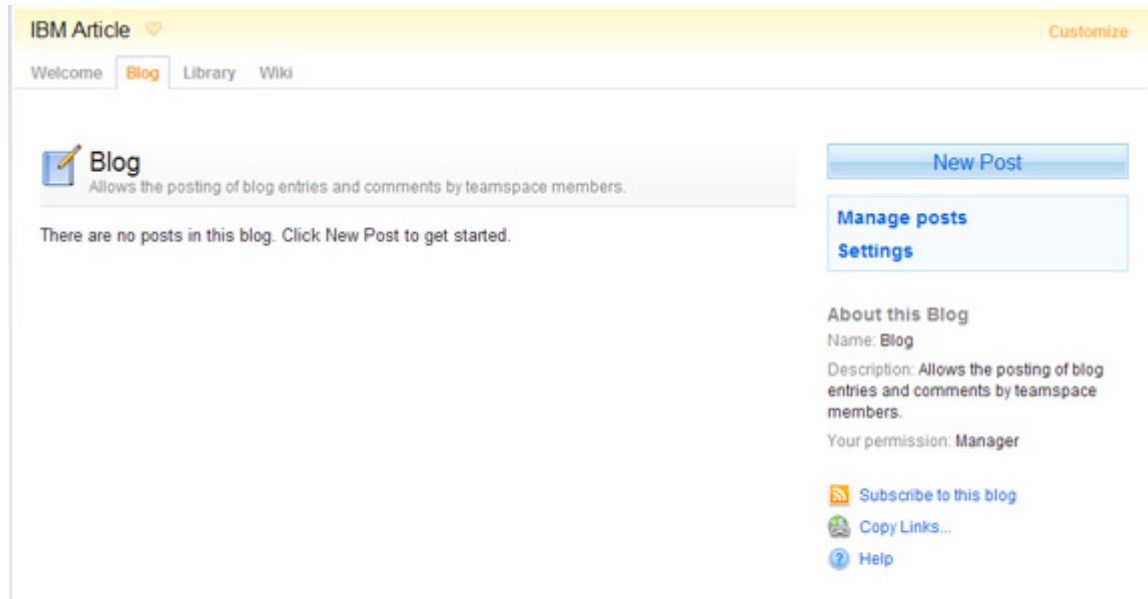 IBM Article
Customize
Welcome Blog Library Wiki
Blog
Allows the posting of blog entries and comments by teamspace members.
There are no posts in this blog. Click New Post to get started.
New Post
Manage posts
Settings
About this Blog
Name: Blog
Description: Allows the posting of blog
entries and comments by teamspace
members.
Your permission: Manager
Subscribe to this blog
Copy Links...
? Help